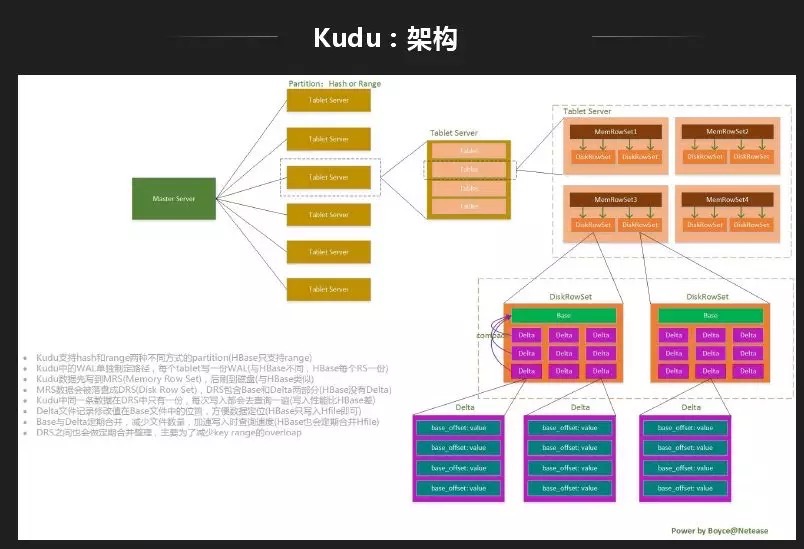 Kudu：架构
Partition：Hash or Range
Tablet Server
Tablet Server
Tablet Server
Tablet Server
Tablet Server
Tablet Server
Master Server
Tablet Server
Tablet
Tablet
Tablet
Tablet
Tablet Server
MemRowSet1
DiskRowSet
DiskRowSet
MemRowSet2
DiskRowSet
DiskRowSet
MemRowSet3
DiskRowSet
DiskRowSet
MemRowSet4
DiskRowSet
DiskRowSet
DiskRowSet
Base
compact
Delta Delta Delta
Delta Delta Delta
Delta Delta Delta
DiskRowSet
Base
Delta Delta Delta
Delta Delta Delta
Delta Delta Delta
Kudu支持hash和range两种不同方式的partition(HBase只支持range)
Kudu中的WAL单独制定路径，每个tablet写一份WAL(与HBase不同，HBase每个RS一份)
Kudu数据先写到MRS(Memory Row Set)，后刷到磁盘(与HBase类似)
MRS数据会被落盘成DRS(Disk Row Set)，DRS包含Base和Delta两部分(HBase没有Delta)
Kudu中同一条数据在DRS中只有一份，每次写入都会去查询一遍(写入性能比HBase差)
Delta文件记录修改值在Base文件中的位置，方便数据定位(HBase只写入Hfile即可)
Base与Delta定期合并，减少文件数量，加速写入时查询速度(HBase也会定期合并Hfile)
DRS之间也会做定期合并整理，主要为了减少key range的overlap
Delta
base_offset: value
base_offset: value
base_offset: value
base_offset: value
Delta
base_offset: value
base_offset: value
base_offset: value
base_offset: value
Delta
base_offset: value
base_offset: value
base_offset: value
base_offset: value
Power by Boyce@Netease